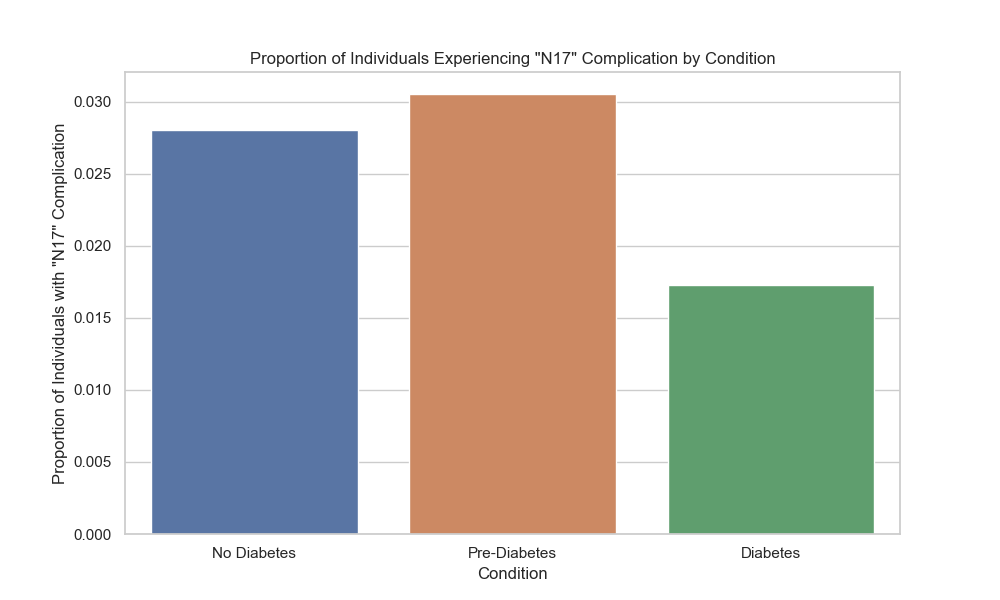 Proportion of Individuals Experiencing "N17" Complication by Condition
Proportion of Individuals with "N17" Complication
0.030
0.025
0.020
0.015
0.010
0.005
0.000
No Diabetes
Pre-Diabetes
Diabetes
Condition